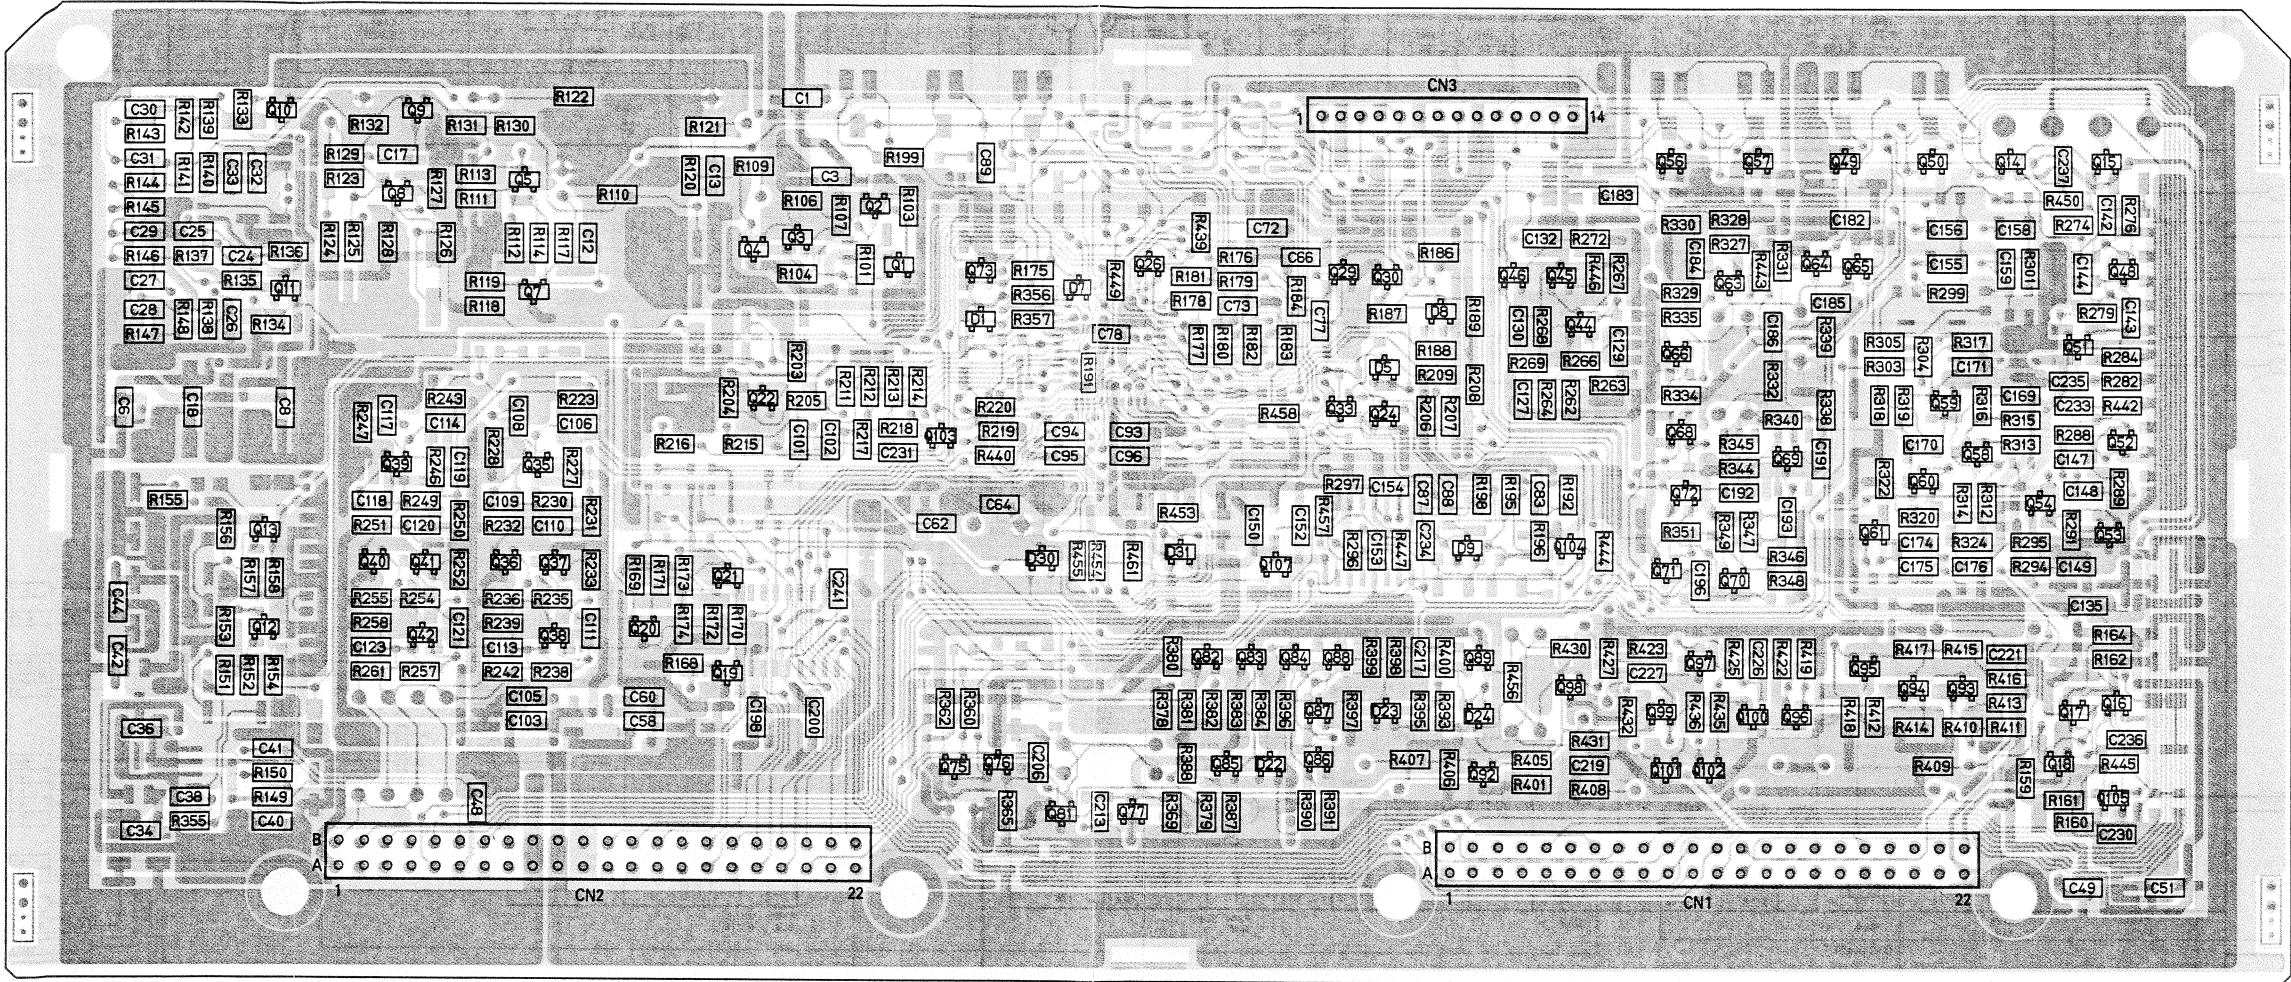 CN3
1 14
C30 R142 R139 R133 Q10 Q9 R122 C1
R143 R132 R131 R130 R121
C31 R141 R140 C33 C32 R129 C17 R120 C13 R109 R199 C89
R144 R123 Q8 R127 R113 Q5 R111 R110 C3 R106 R107 Q2 R103
R145
C29 C25 R124 R125 R128 R126 R112 R114 R117 C12 Q4 Q3 R101 Q1
R146 R137 C24 R136 R104
C27 R135 Q11 R119 Q7 R118
C28 R148 R138 C26 R134
R147
Q56 Q57 Q49 Q50 Q14 C237 Q15
C183 R450 C142 R276
R439 C72 R330 R328 C182 C156 C158 R274
Q26 R176 C66 Q29 Q30 R186 C132 R272 C184 R327 R331 Q64 Q65 C155 C159 R301 C144 Q48
Q73 R175 D7 R449 R181 R179 R184 Q46 Q45 R446 R267 Q63 R443
R356 R178 C73 C77 R187 D8 R189 C130 R268 Q44 R329 C185 R299
D1 R357 C78 R177 R180 R182 R183 C129 R335 R339 R279 C143
R191 R188 D5 R209 R208 R269 R266 Q66 R305 R304 R317 R284
R303 C171 C235 R282
C6 C18 C8 R203 R204 Q22 R205 R211 R212 R213 R214 R220 R458 Q33 Q24 R206 R207 C127 R264 R262 R263 R334 R332 R338 R318 R319 R316 C169 C233 R442
R247 C117 R243 C114 C108 R223 C106 R340 R315
R216 R215 C101 C102 R217 R218 C231 Q103 R219 C94 C93 R345 C191 C170 R313 R288 Q52
Q39 R246 C119 R228 Q35 R227 R440 C95 C96 R344 Q69 Q58 C147
R155 C118 R249 C109 R230 R231 C64 R297 C154 C87 C88 R198 R195 C83 R192 Q72 C192 R322 Q60 C148 R289
R156 Q13 R251 C120 R250 R232 C110 C62 R453 C150 C152 R457 C234 R196 R351 R349 R347 C193 Q61 R320 R314 R312 Q54 R291 Q53
Q40 Q41 R252 Q36 Q37 R233 Q107 R296 C153 R447 D9 Q104 R444 R346 C174 R324 R295
R157 R158 R169 R171 R173 Q21 R461 D31 Q71 C196 Q70 R348 C175 C176 R294 C149
C44 R255 R254 R236 R235 C241
R153 Q12 R258 Q42 C121 R239 Q38 C111 Q20 R174 R172 R170 C135
C42 C123 C113 R380 Q82 Q83 Q84 Q88 R399 R398 C217 R400 Q89 R430 R427 R423 Q97 R425 C226 R422 R419 Q95 R417 R415 C221 R164
R151 R152 R154 R261 R257 R242 R238 R168 Q19 R456 C227 R416 R162
C105 C60 C198 C200 R362 R360 Q98 Q94 Q93 R413
C36 C103 C58 R378 R381 R382 R383 R384 R396 Q87 R397 D23 R395 R393 D24 R432 Q99 R436 R435 Q100 Q96 R418 R412 R414 R410 R411 Q17 Q16
C41 R431 C236
R150 Q75 Q76 C206 R388 Q85 D22 Q86 R407 R406 Q92 R405 C219 Q101 Q102 R409 Q18 R445
C38 R149 C48 R401 R408 R159 R161 Q105
C34 R355 C40 R365 Q81 C213 Q77 R369 R379 R387 R390 R391 R160 C230
B B
A A
1 CN2 22 1 CN1 22 C49 C51